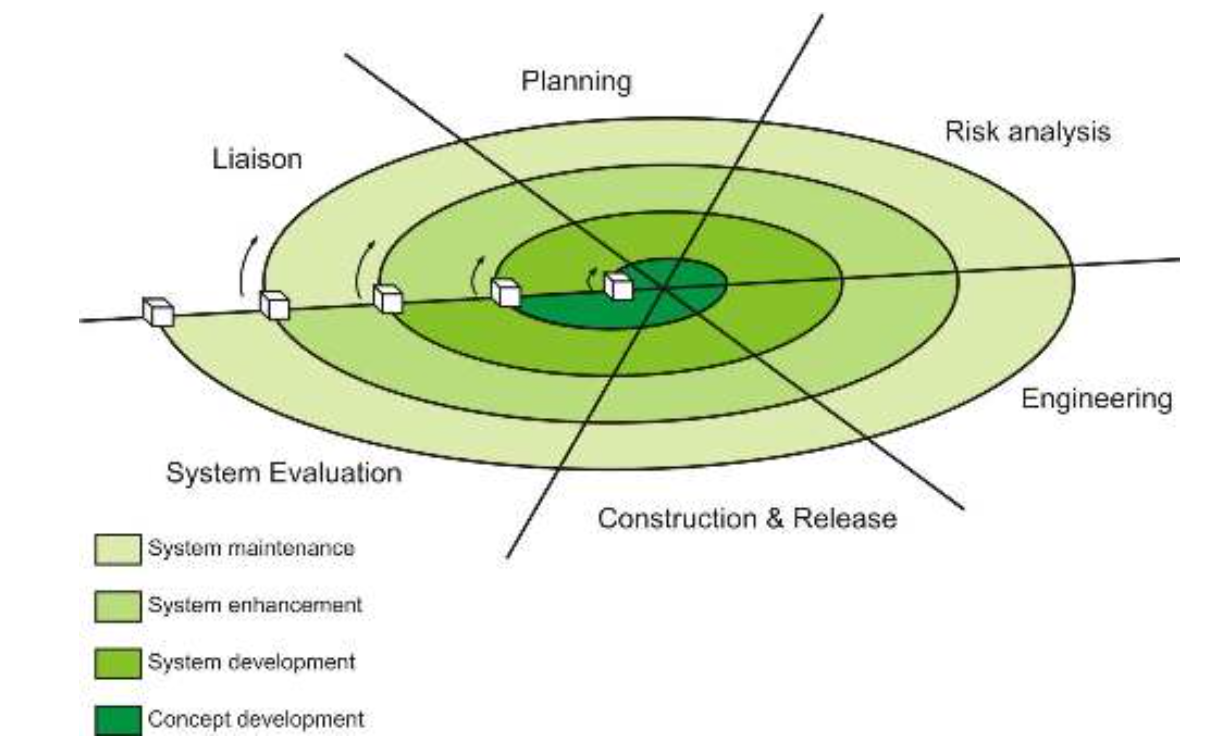 Planning
Risk analysis
Liaison
Engineering
System Evaluation
Construction & Release
System maintenance
System enhancement
System development
Concept development